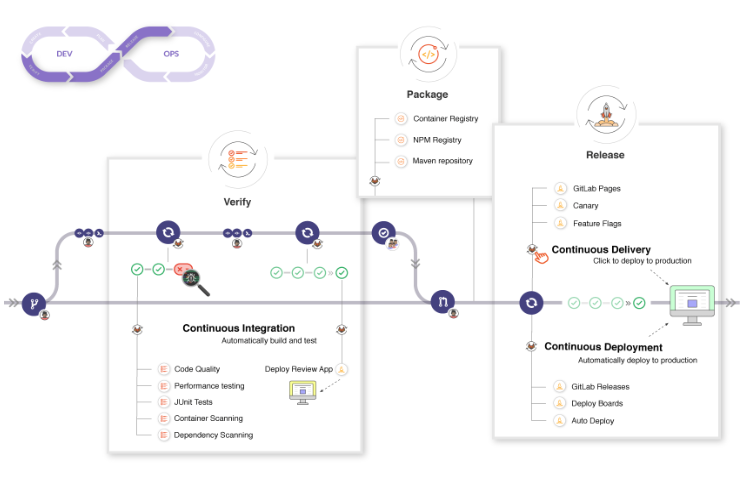 DEV
OPS
Package
Container Registry
NPM Registry
Maven repository
Release
GitLab Pages
Canary
Feature Flags
Continuous Delivery
Click to deploy to production
Continuous Deployment
Automatically deploy to production
GitLab Releases
Deploy Boards
Auto Deploy
Verify
Continuous Integration
Automatically build and test
Code Quality
Performance testing
JUnit Tests
Container Scanning
Dependency Scanning
Deploy Review App